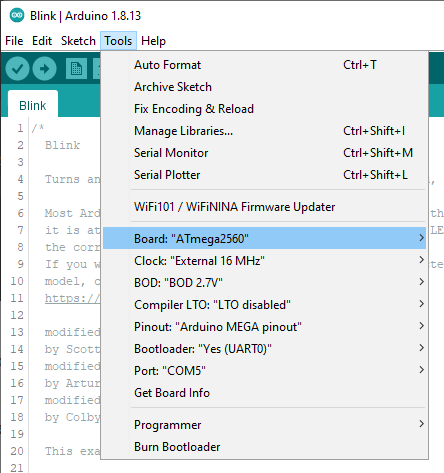 Blink | Arduino 1.8.13
File Edit Sketch Tools Help
Auto Format Ctrl+T
Archive Sketch
Fix Encoding & Reload
Manage Libraries... Ctrl+Shift+I
Serial Monitor Ctrl+Shift+M
Serial Plotter Ctrl+Shift+L
WiFi101 / WiFiNINA Firmware Updater
Board: "ATmega2560"
Clock: "External 16 MHz"
BOD: "BOD 2.7V"
Compiler LTO: "LTO disabled"
Pinout: "Arduino MEGA pinout"
Bootloader: "Yes (UART0)"
Port: "COM5"
Get Board Info
Programmer
Burn Bootloader
Blink
1 /*
2 Blink
3
4 Turns an
5
6 Most Ard
7 it is at
8 the corr
9 If you w
10 model, c
11 https://
12
13 modified
14 by Scott
15 modified
16 by Artur
17 modified
18 by Colby
19
20 This exa
21